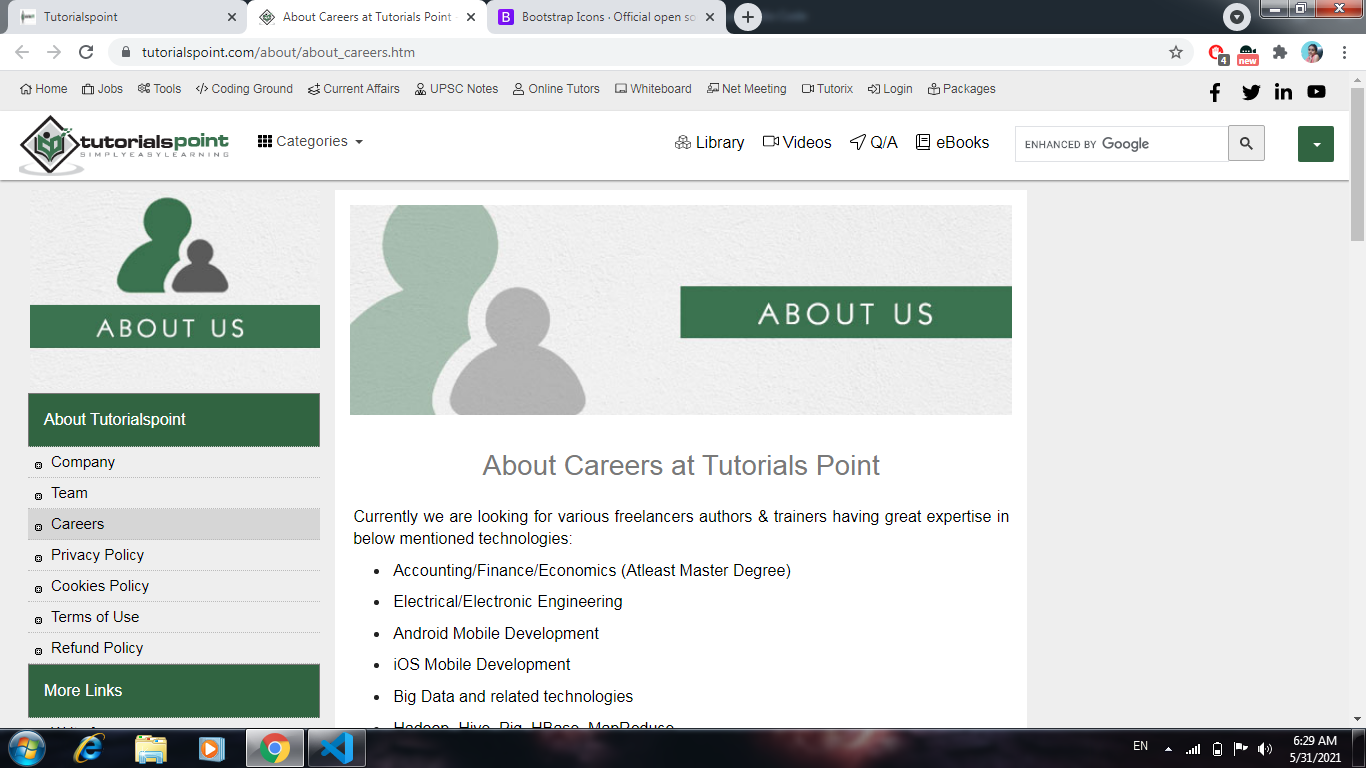 Tutorialspoint
About Careers at Tutorials Point
Bootstrap Icons · Official open so
tutorialspoint.com/about/about_careers.htm
4
new
Home
Jobs
Tools
Coding Ground
Current Affairs
UPSC Notes
Online Tutors
Whiteboard
Net Meeting
Tutorix
Login
Packages
tutorialspoint
SIMPLYEASYLEARNING
Categories
Library
Videos
Q/A
eBooks
ENHANCED BY Google
ABOUT US
About Tutorialspoint
Company
Team
Careers
Privacy Policy
Cookies Policy
Terms of Use
Refund Policy
More Links
ABOUT US
About Careers at Tutorials Point
Currently we are looking for various freelancers authors & trainers having great expertise in
below mentioned technologies:
Accounting/Finance/Economics (Atleast Master Degree)
Electrical/Electronic Engineering
Android Mobile Development
iOS Mobile Development
Big Data and related technologies
Hadoop, Hive, Pig, HBase, MapReduce
EN
6:29 AM
5/31/2021